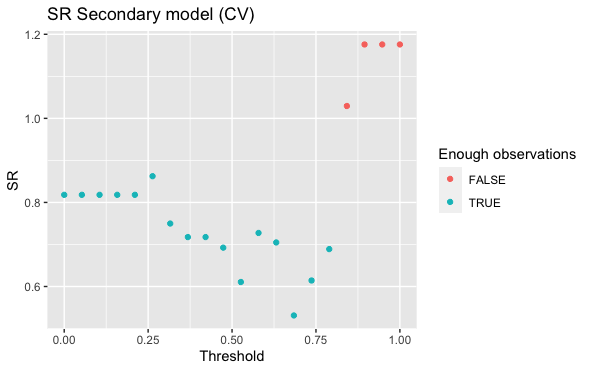 SR Secondary model (CV)
1.2
1.0
0.8
0.6
SR
0.00 0.25 0.50 0.75 1.00
Threshold
Enough observations
FALSE
TRUE